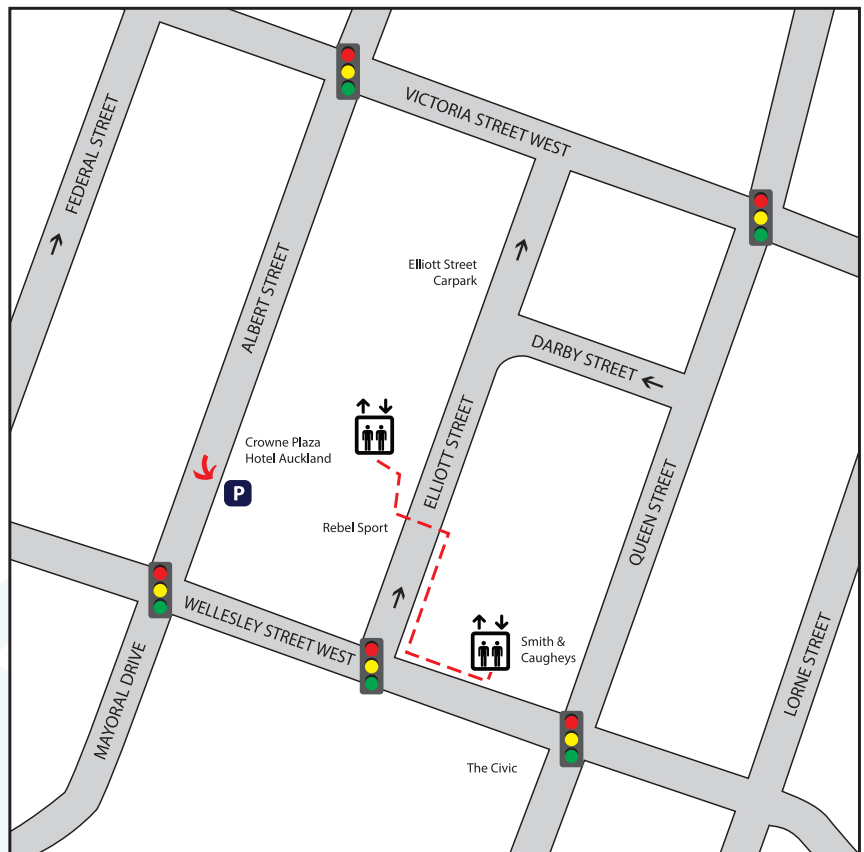 VICTORIA STREET WEST
FEDERAL STREET
ALBERT STREET
Elliott Street
Carpark
DARBY STREET
ELLIOTT STREET
Crowne Plaza
Hotel Auckland
P
QUEEN STREET
Rebel Sport
WELLESLEY STREET WEST
Smith &
Caugheys
LORNE STREET
MAYORAL DRIVE
The Civic